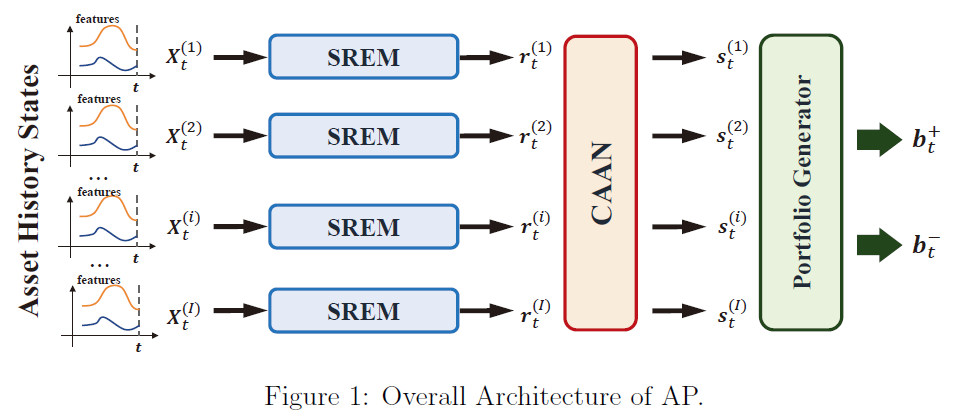 Asset History States
features
t
X_t^{(1)}
SREM
r_t^{(1)}
s_t^{(1)}
features
t
X_t^{(2)}
SREM
r_t^{(2)}
s_t^{(2)}
...
features
t
X_t^{(i)}
SREM
r_t^{(i)}
s_t^{(i)}
...
features
t
X_t^{(I)}
SREM
r_t^{(I)}
s_t^{(I)}
CAAN
Portfolio Generator
b_t^+
b_t^-
Figure 1: Overall Architecture of AP.